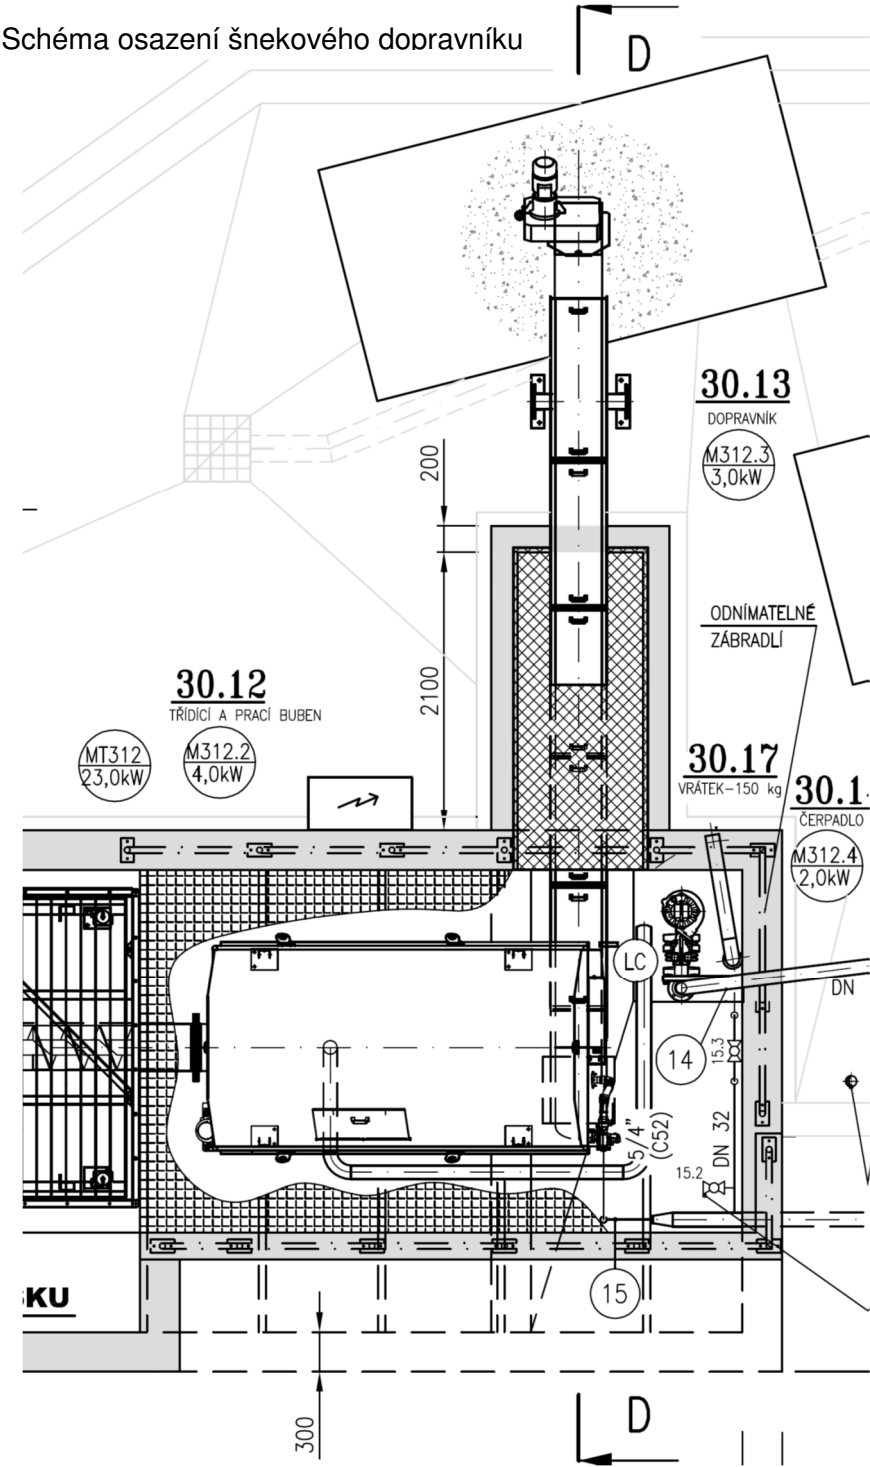 Schéma osazení šnekového dopravníku
D
30.13
DOPRAVNÍK
M312.3
3,0kW
200
ODNÍMATELNÉ
ZÁBRADLÍ
2100
30.12
TŘÍDÍCÍ A PRACÍ BUBEN
MT312
23,0kW
M312.2
4,0kW
30.17
VRÁTEK-150 kg
30.1
ČERPADLO
M312.4
2,0kW
LC
DN
14
15.3
5/4"
(C52)
DN 32
15.2
KU
15
300
D